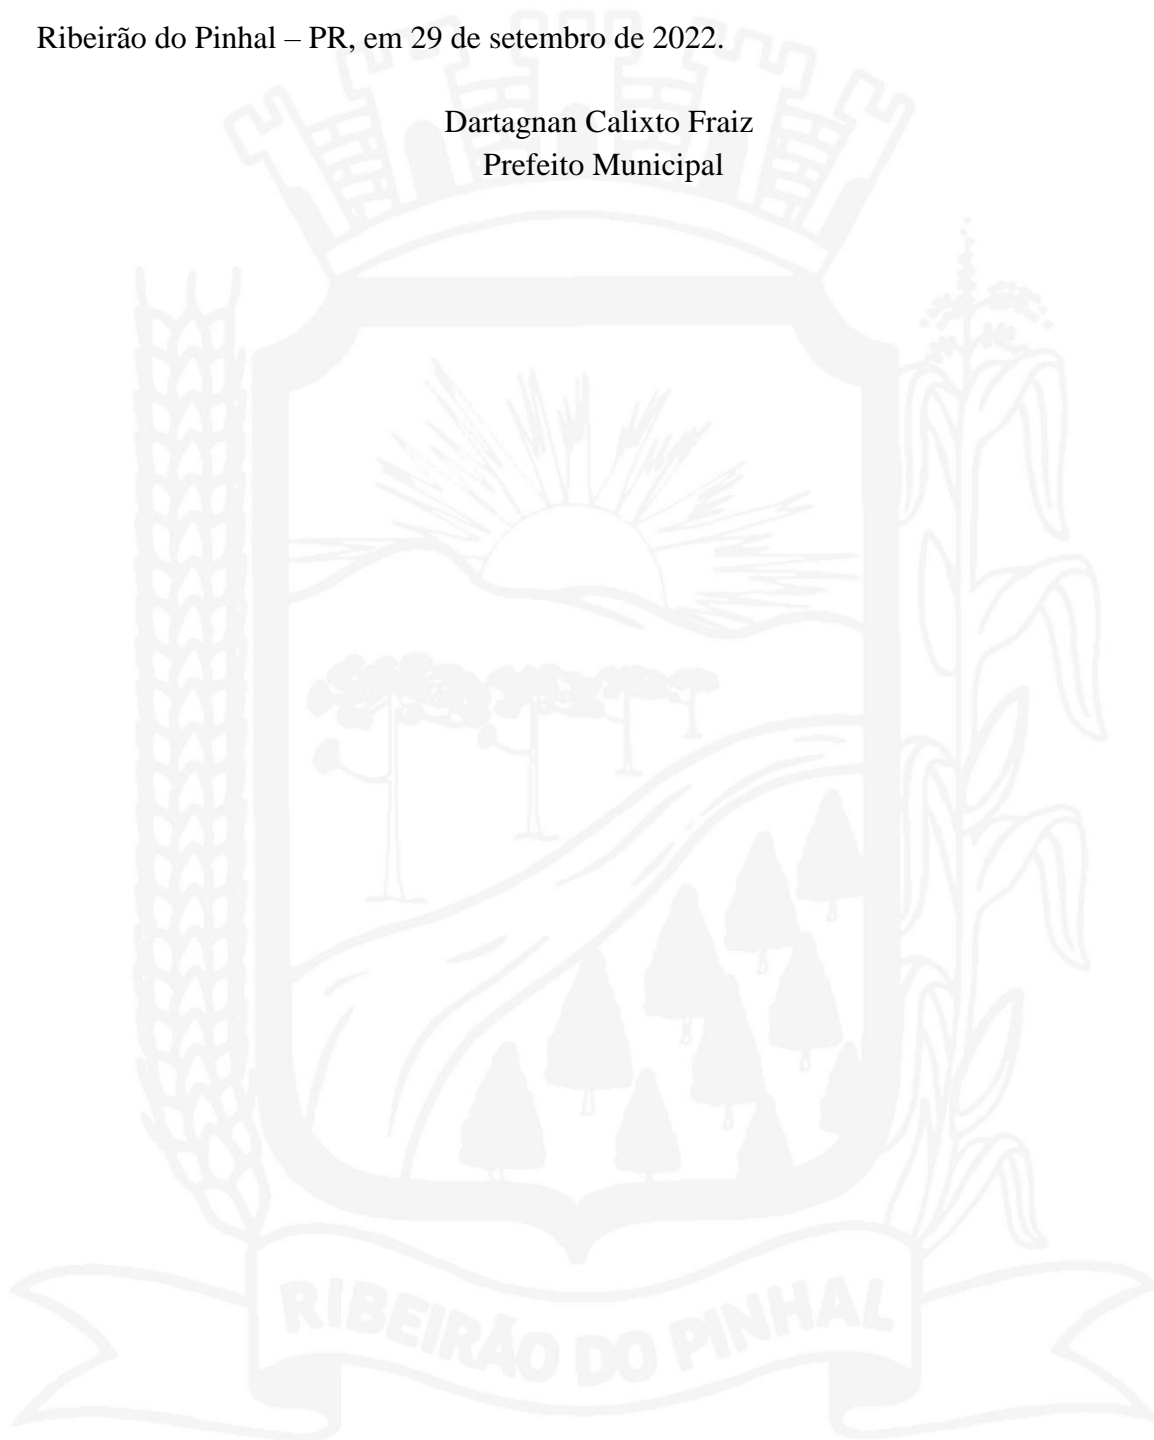 Ribeirão do Pinhal – PR, em 29 de setembro de 2022.
Dartagnan Calixto Fraiz
Prefeito Municipal
RIBEIRÃO DO PINHAL